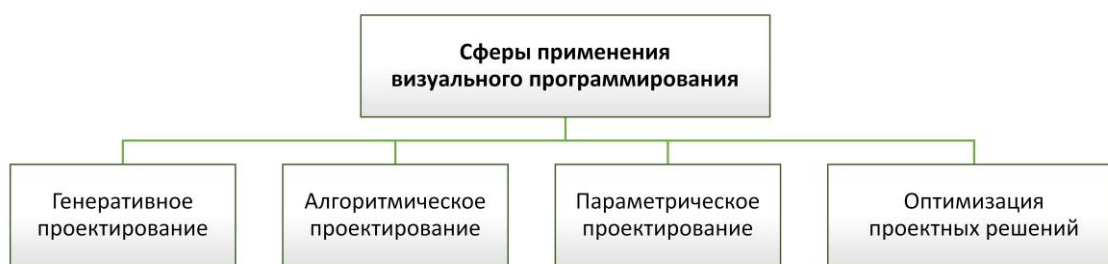 Сферы применения
визуального программирования
Генеративное
проектирование
Алгоритмическое
проектирование
Параметрическое
проектирование
Оптимизация
проектных решений